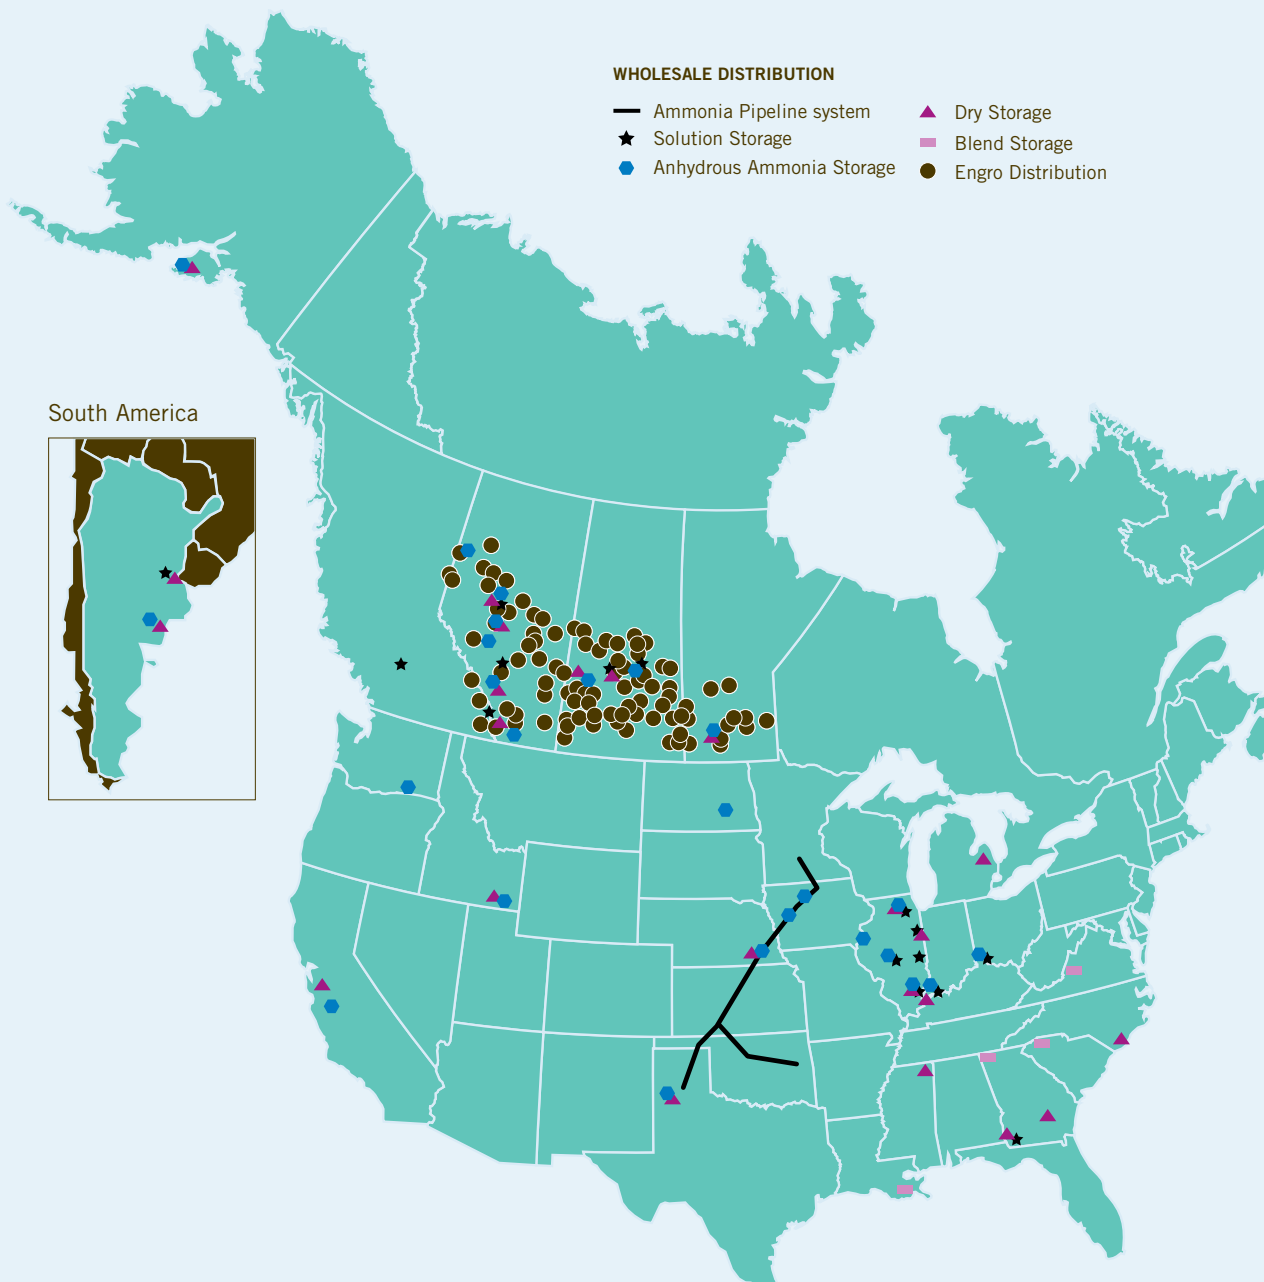 WHOLESALE DISTRIBUTION
Ammonia Pipeline system
Solution Storage
Anhydrous Ammonia Storage
Dry Storage
Blend Storage
Engro Distribution
South America